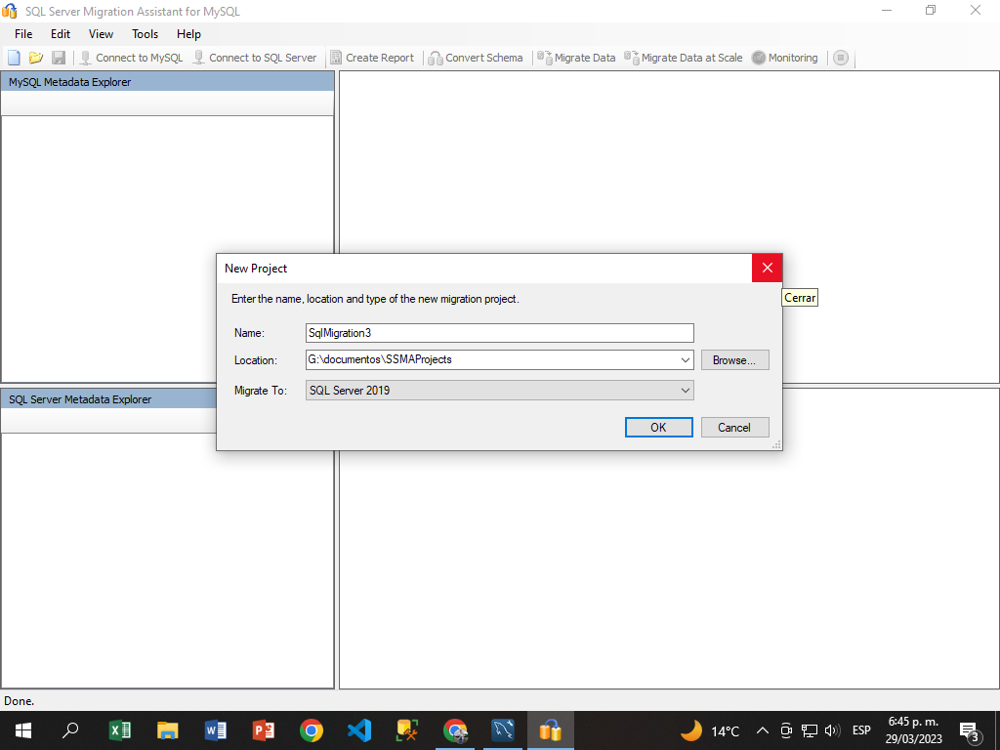 SQL Server Migration Assistant for MySQL
File Edit View Tools Help
Connect to MySQL Connect to SQL Server Create Report Convert Schema Migrate Data Migrate Data at Scale Monitoring
MySQL Metadata Explorer
New Project
Enter the name, location and type of the new migration project.
Cerrar
Name: SqlMigration3
Location: G:\documentos\SSMAProjects Browse...
Migrate To: SQL Server 2019
SQL Server Metadata Explorer
OK Cancel
Done.
14°C ESP 6:45 p. m.
29/03/2023 3